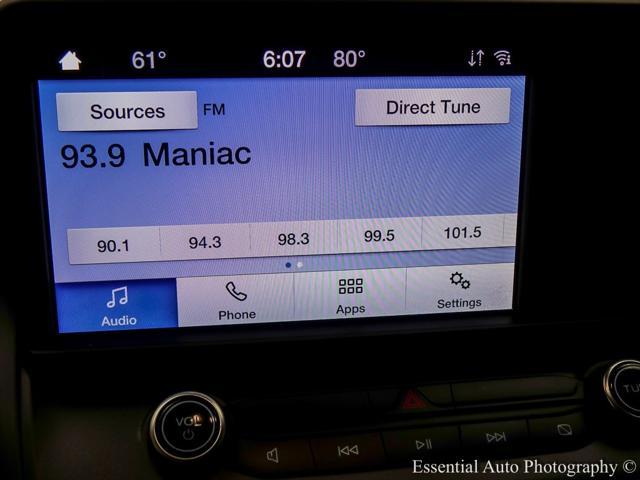 61° 6:07 80°
Sources FM Direct Tune
93.9 Maniac
90.1 94.3 98.3 99.5 101.5
Audio Phone Apps Settings
VOL TU
Essential Auto Photography ©